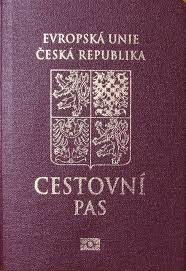 EVROPSKÁ UNIE
ČESKÁ REPUBLIKA
CESTOVNÍ
PAS